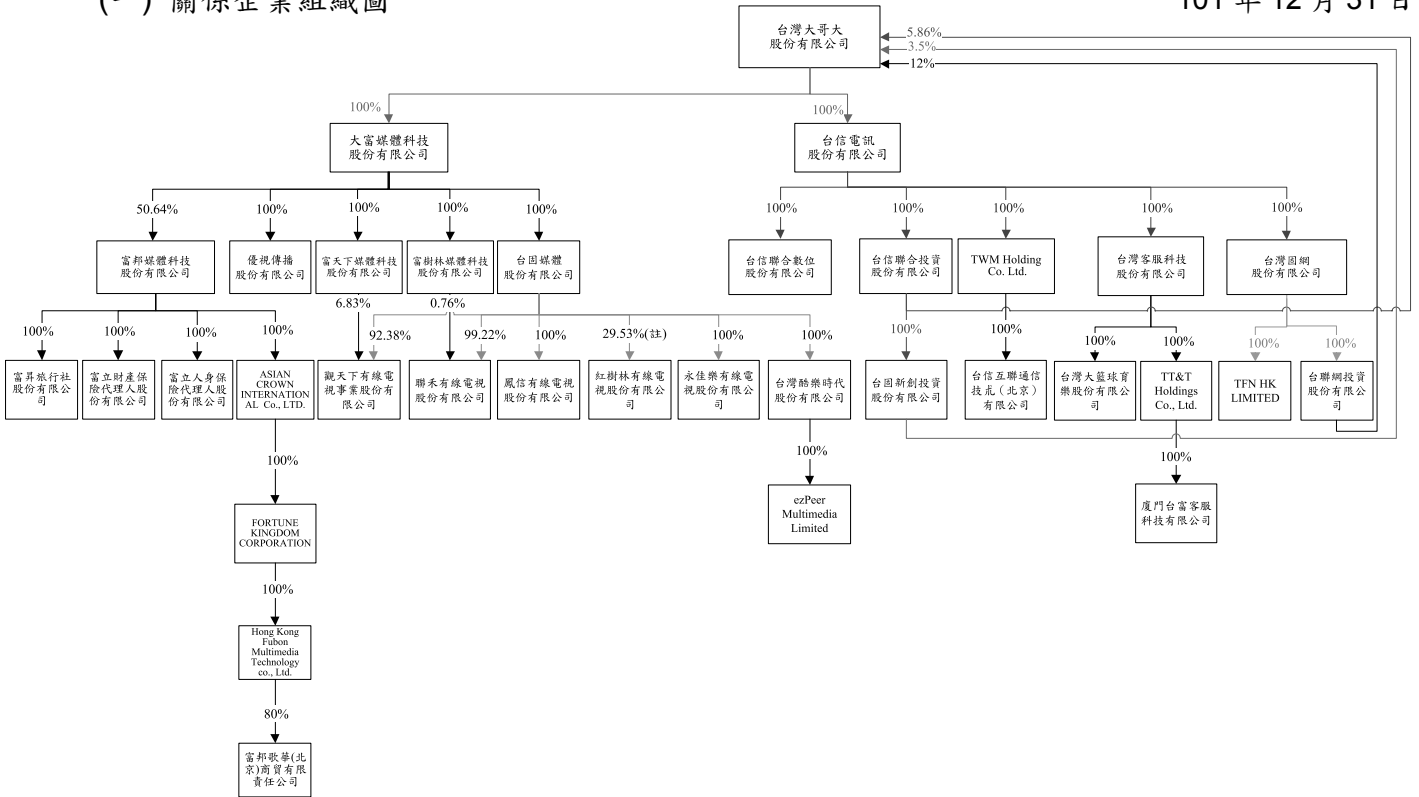 關係企業組織圖
101 年 12 月 31 日
台灣大哥大
股份有限公司
5.86%
3.5%
12%
100%
100%
大富媒體科技
股份有限公司
台信電訊
股份有限公司
50.64%
100%
100%
100%
100%
100%
100%
100%
100%
100%
富邦媒體科技
股份有限公司
優視傳播
股份有限公司
富天下媒體科技
股份有限公司
富樹林媒體科技
股份有限公司
台固媒體
股份有限公司
台信聯合數位
股份有限公司
台信聯合投資
股份有限公司
TWM Holding
Co. Ltd.
台灣客服科技
股份有限公司
台灣固網
股份有限公司
6.83%
0.76%
100%
100%
100%
100%
92.38%
99.22%
100%
29.53%(註)
100%
100%
100%
100%
100%
100%
100%
100%
富昇旅行社
股份有限公
司
富立財產保
險代理人股
份有限公司
富立人身保
險代理人股
份有限公司
ASIAN
CROWN
INTERNATION
AL Co., LTD.
觀天下有線電
視事業股份有
限公司
聯禾有線電視
股份有限公司
鳳信有線電視
股份有限公司
紅樹林有線電
視股份有限公
司
永佳樂有線電
視股份有限公
司
台灣酷樂時代
股份有限公司
台固新創投資
股份有限公司
台信互聯通信
技朮（北京）
有限公司
台灣大籃球育
樂股份有限公
司
TT&T
Holdings
Co., Ltd.
TFN HK
LIMITED
台聯網投資
股份有限公
司
100%
100%
100%
FORTUNE
KINGDOM
CORPORATION
ezPeer
Multimedia
Limited
廈門台富客服
科技有限公司
100%
Hong Kong
Fubon
Multimedia
Technology
co., Ltd.
80%
富邦歌華(北
京)商貿有限
責任公司